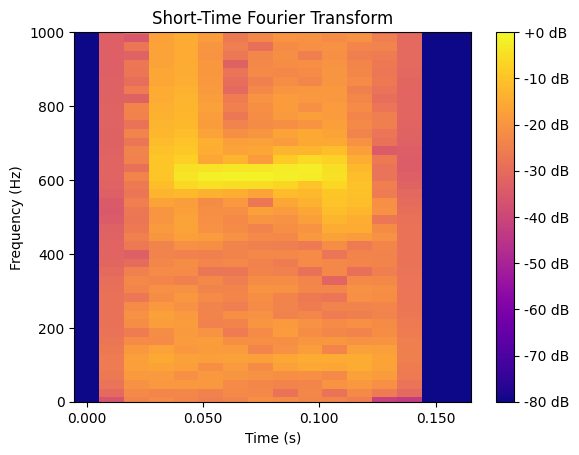 Short-Time Fourier Transform
1000
800
600
400
200
0
Frequency (Hz)
0.000
0.050
0.100
0.150
Time (s)
+0 dB
-10 dB
-20 dB
-30 dB
-40 dB
-50 dB
-60 dB
-70 dB
-80 dB